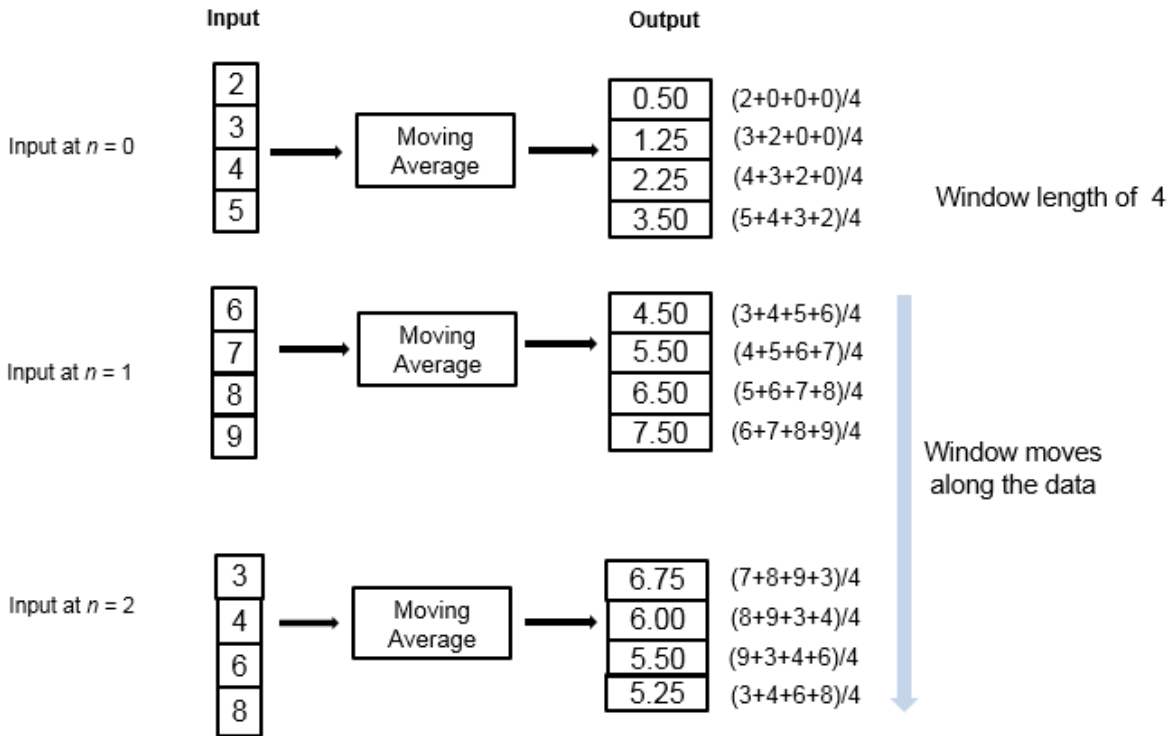 Input
Output
Input at n = 0
2
3
4
5
Moving
Average
0.50 (2+0+0+0)/4
1.25 (3+2+0+0)/4
2.25 (4+3+2+0)/4
3.50 (5+4+3+2)/4
Window length of 4
Input at n = 1
6
7
8
9
Moving
Average
4.50 (3+4+5+6)/4
5.50 (4+5+6+7)/4
6.50 (5+6+7+8)/4
7.50 (6+7+8+9)/4
Window moves
along the data
Input at n = 2
3
4
6
8
Moving
Average
6.75 (7+8+9+3)/4
6.00 (8+9+3+4)/4
5.50 (9+3+4+6)/4
5.25 (3+4+6+8)/4